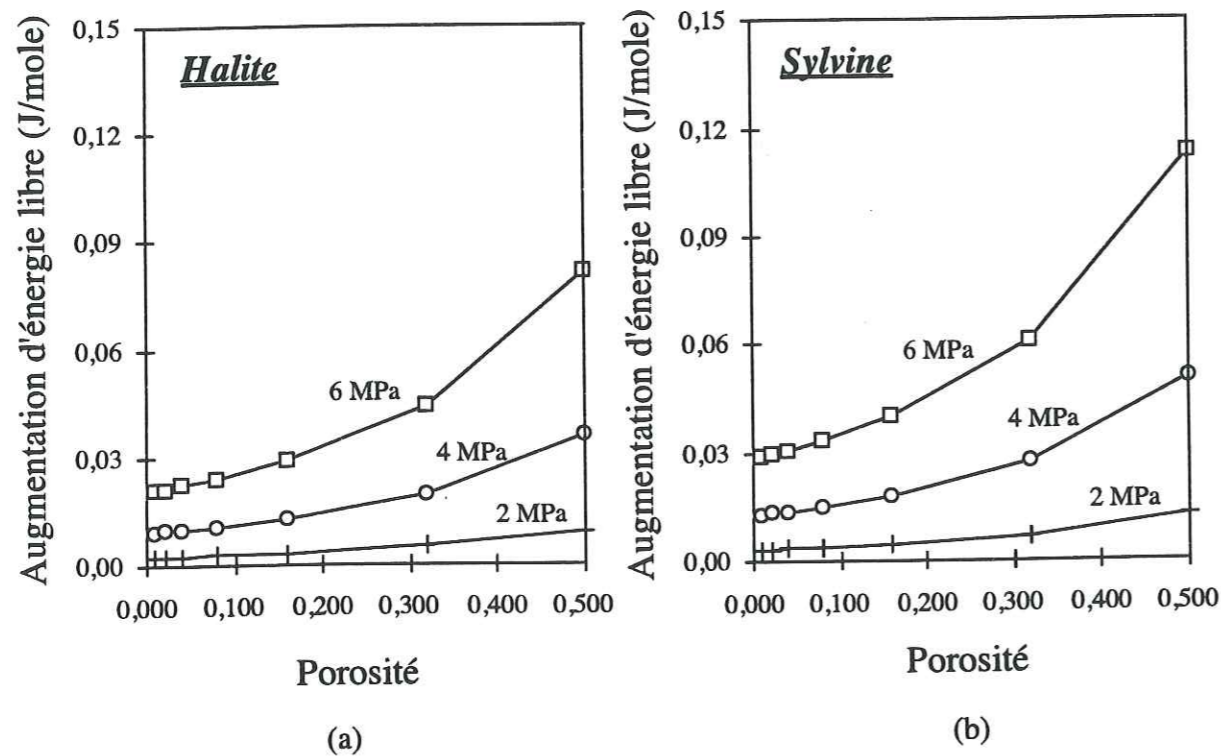 Augmentation d'énergie libre (J/mole)
0,15
0,12
0,09
0,06
0,03
0,00
Halite
6 MPa
4 MPa
2 MPa
0,000
0,100
0,200
0,300
0,400
0,500
Porosité
(a)
Augmentation d'énergie libre (J/mole)
0,15
0,12
0,09
0,06
0,03
0,00
Sylvine
6 MPa
4 MPa
2 MPa
0,000
0,100
0,200
0,300
0,400
0,500
Porosité
(b)